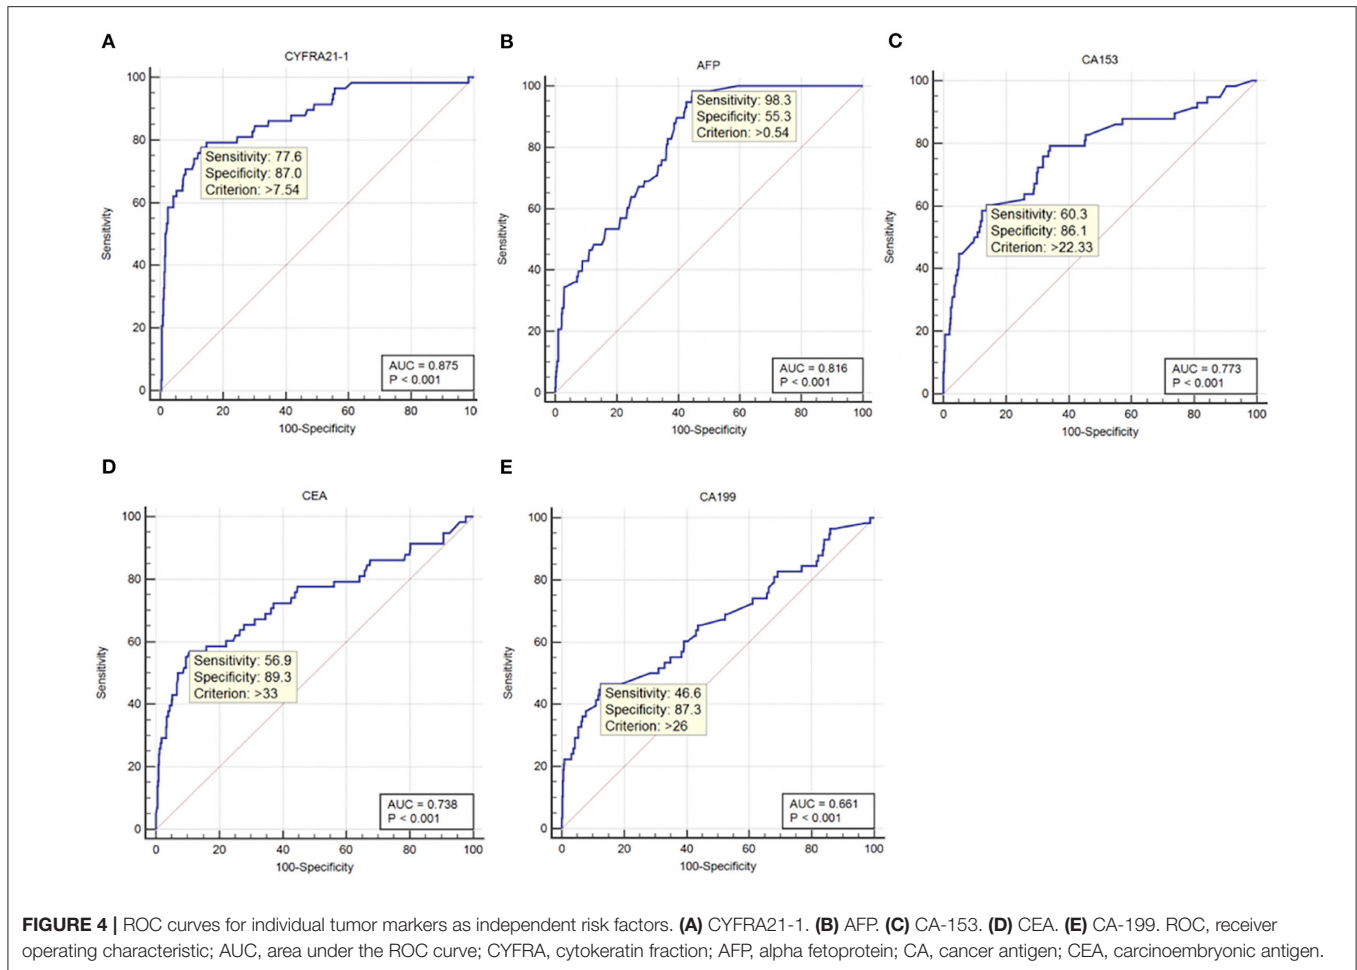 A
CYFRA21-1
100
80
60
40
20
0
Sensitivity
Sensitivity: 77.6
Specificity: 87.0
Criterion: >7.54
AUC = 0.875
P < 0.001
0 20 40 60 80 100
100-Specificity
B
AFP
100
80
60
40
20
0
Sensitivity
Sensitivity: 98.3
Specificity: 55.3
Criterion: >0.54
AUC = 0.816
P < 0.001
0 20 40 60 80 100
100-Specificity
C
CA153
100
80
60
40
20
0
Sensitivity
Sensitivity: 60.3
Specificity: 86.1
Criterion: >22.33
AUC = 0.773
P < 0.001
0 20 40 60 80 100
100-Specificity
D
CEA
100
80
60
40
20
0
Sensitivity
Sensitivity: 56.9
Specificity: 89.3
Criterion: >33
AUC = 0.738
P < 0.001
0 20 40 60 80 100
100-Specificity
E
CA199
100
80
60
40
20
0
Sensitivity
Sensitivity: 46.6
Specificity: 87.3
Criterion: >26
AUC = 0.661
P < 0.001
0 20 40 60 80 100
100-Specificity
FIGURE 4 | ROC curves for individual tumor markers as independent risk factors. (A) CYFRA21-1. (B) AFP. (C) CA-153. (D) CEA. (E) CA-199. ROC, receiver
operating characteristic; AUC, area under the ROC curve; CYFRA, cytokeratin fraction; AFP, alpha fetoprotein; CA, cancer antigen; CEA, carcinoembryonic antigen.